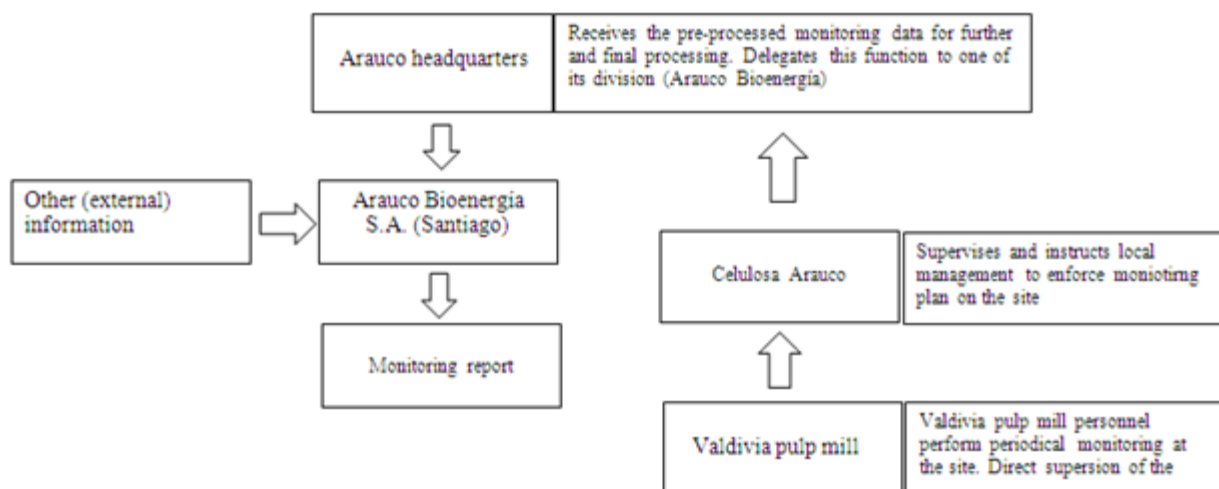 Arauco headquarters
Receives the pre-processed monitoring data for further
and final processing. Delegates this function to one of
its division (Arauco Bioenergía)
Other (external)
information
Arauco Bioenergía
S.A. (Santiago)
Celulosa Arauco
Supervises and instructs local
management to enforce moniotirng
plan on the site
Monitoring report
Valdivia pulp mill
Valdivia pulp mill personnel
perform periodical monitoring at
the site. Direct supersion of the